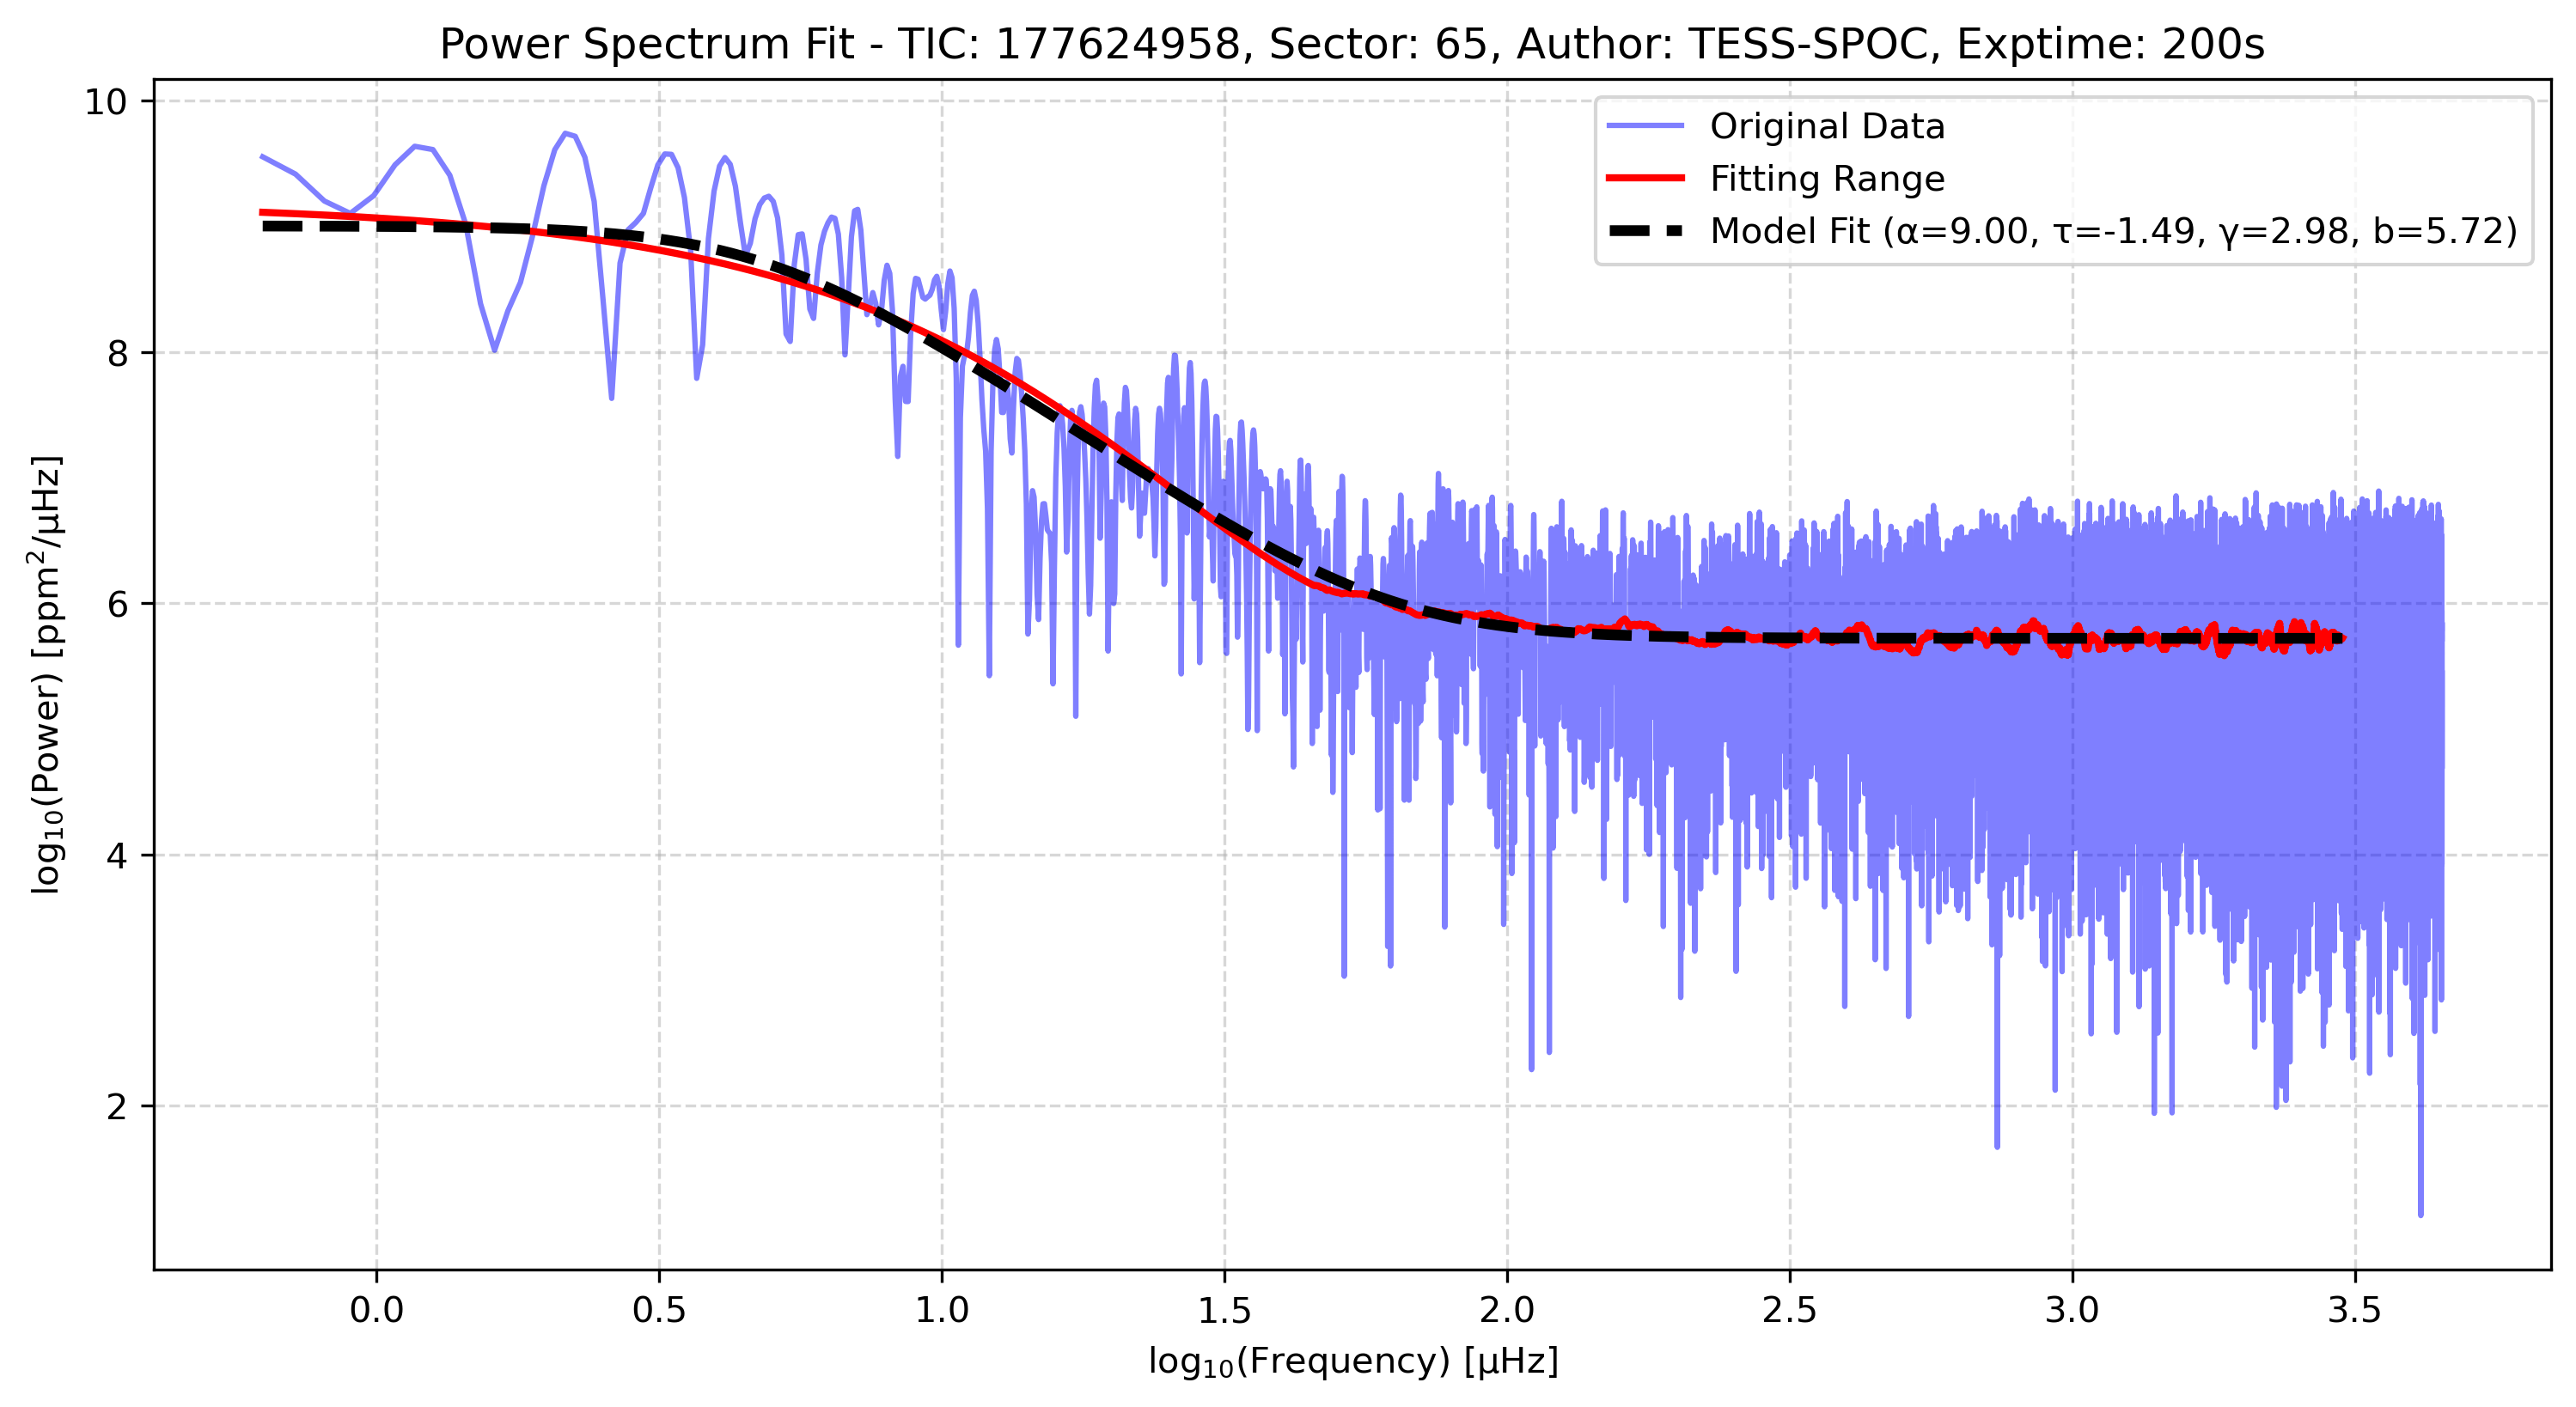 Power Spectrum Fit - TIC: 177624958, Sector: 65, Author: TESS-SPOC, Exptime: 200s
Original Data
Fitting Range
Model Fit (α=9.00, τ=-1.49, γ=2.98, b=5.72)
log₁₀(Power) [ppm²/μHz]
10
8
6
4
2
0.0 0.5 1.0 1.5 2.0 2.5 3.0 3.5
log₁₀(Frequency) [μHz]